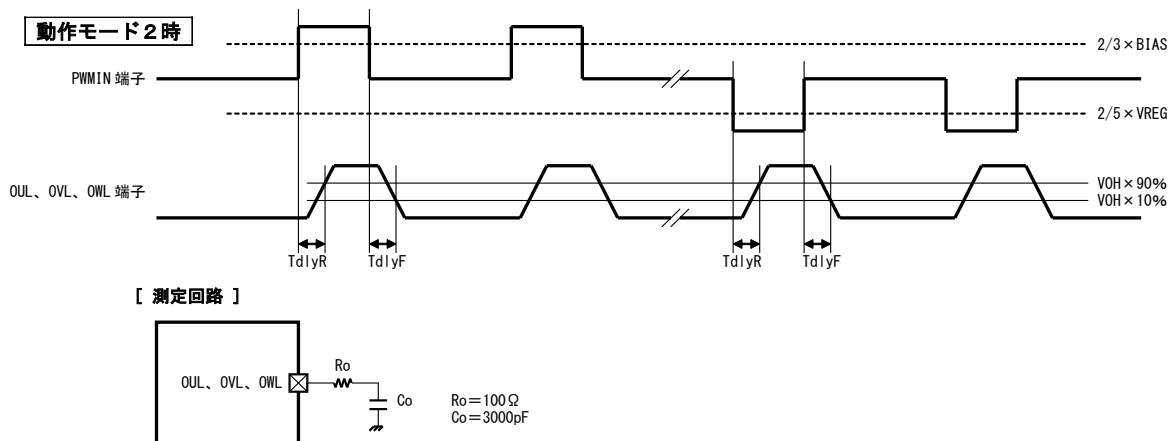 動作モード2時
2/3×BIAS
PWMIN 端子
2/5×VREG
OUL、OVL、OWL 端子
VOH×90%
VOH×10%
TdlyR TdlyF TdlyR TdlyF
[ 測定回路 ]
Ro
OUL、OVL、OWL
Co Ro=100Ω
Co=3000pF